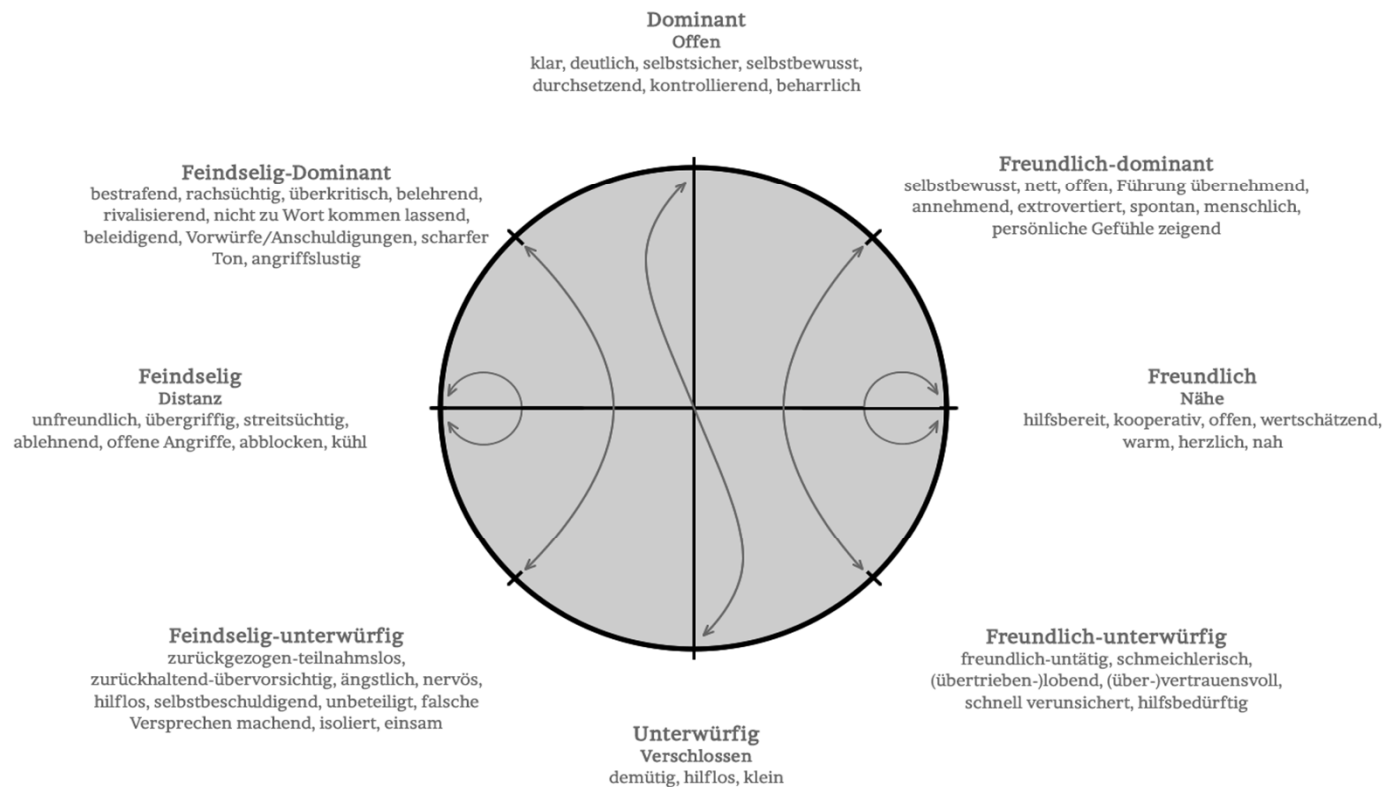 Dominant
Offen
klar, deutlich, selbstsicher, selbstbewusst,
durchsetzend, kontrollierend, beharrlich
Feindselig-Dominant
bestrafend, rachsüchtig, überkritisch, belehrend,
rivalisierend, nicht zu Wort kommen lassend,
beleidigend, Vorwürfe/Anschuldigungen, scharfer
Ton, angriffslustig
Freundlich-dominant
selbstbewusst, nett, offen, Führung übernehmend,
annehmend, extrovertiert, spontan, menschlich,
persönliche Gefühle zeigend
Feindselig
Distanz
unfreundlich, übergriffig, streitsüchtig,
ablehnend, offene Angriffe, abblocken, kühl
Freundlich
Nähe
hilfsbereit, kooperativ, offen, wertschätzend,
warm, herzlich, nah
Feindselig-unterwürfig
zurückgezogen-teilnahmslos,
zurückhaltend-übervorsichtig, ängstlich, nervös,
hilflos, selbstbeschuldigend, unbeteiligt, falsche
Versprechen machend, isoliert, einsam
Freundlich-unterwürfig
freundlich-untätig, schmeichlerisch,
(übertrieben-)lobend, (über-)vertrauensvoll,
schnell verunsichert, hilfsbedürftig
Unterwürfig
Verschlossen
demütig, hilflos, klein